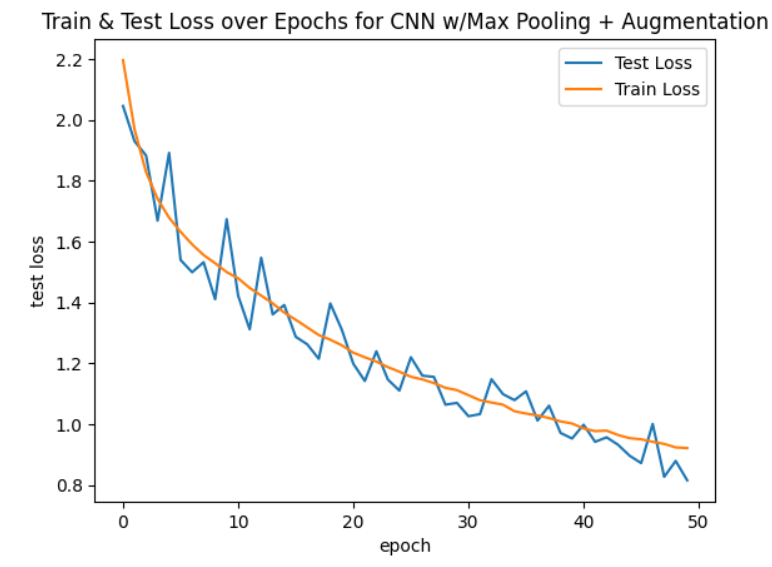 Train & Test Loss over Epochs for CNN w/Max Pooling + Augmentation
Test Loss
Train Loss
test loss
2.2
2.0
1.8
1.6
1.4
1.2
1.0
0.8
0 10 20 30 40 50
epoch